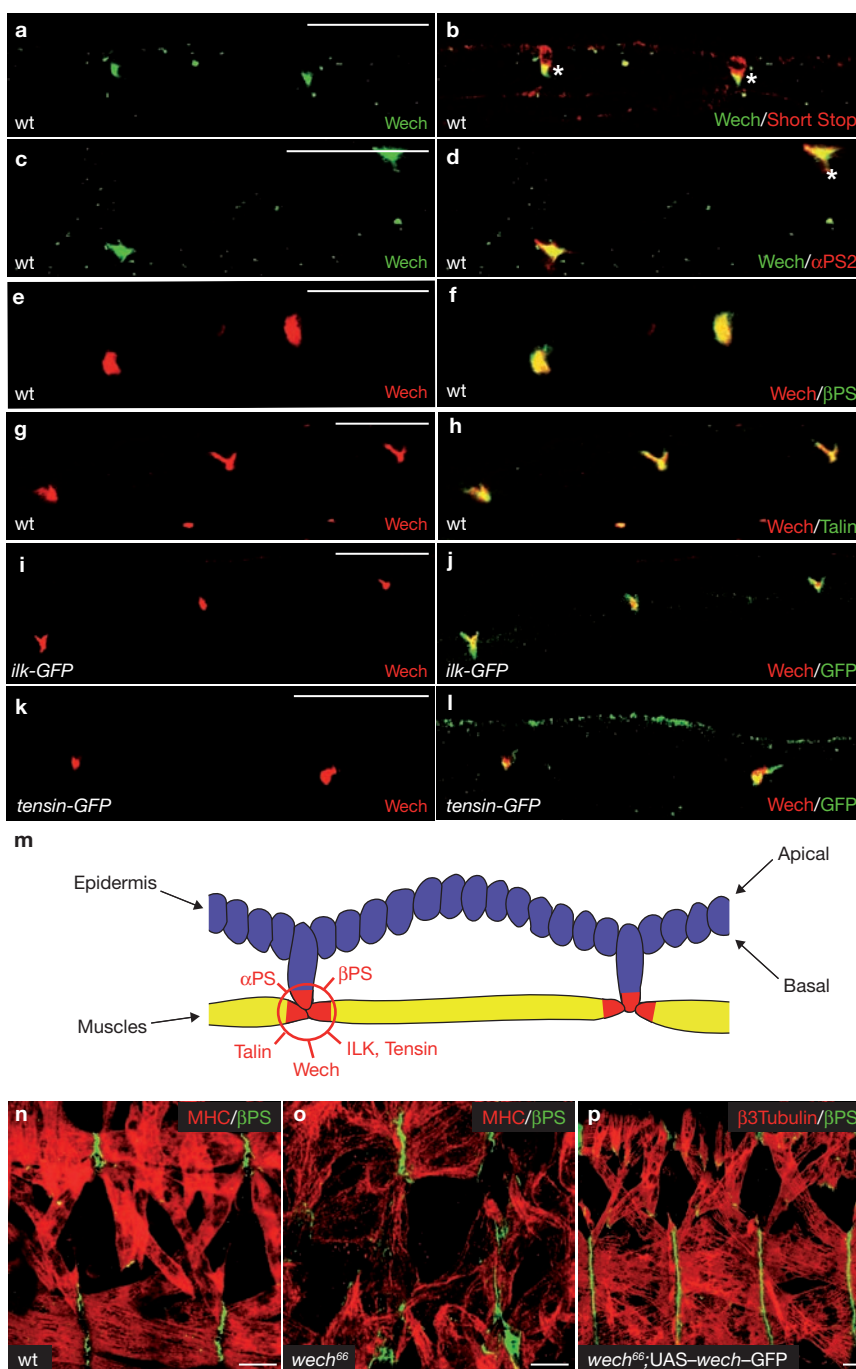 a
wt
Wech
b
*
*
wt
Wech/Short Stop
c
wt
Wech
d
*
wt
Wech/αPS2
e
wt
Wech
f
wt
Wech/βPS
g
wt
Wech
h
wt
Wech/Talin
i
ilk-GFP
Wech
j
ilk-GFP
Wech/GFP
k
tensin-GFP
Wech
l
tensin-GFP
Wech/GFP
m
Epidermis
Apical
Basal
αPS
βPS
Muscles
Talin
Wech
ILK, Tensin
n
MHC/βPS
wt
o
MHC/βPS
wech⁶⁶
p
β3Tubulin/βPS
wech⁶⁶;UAS–wech–GFP